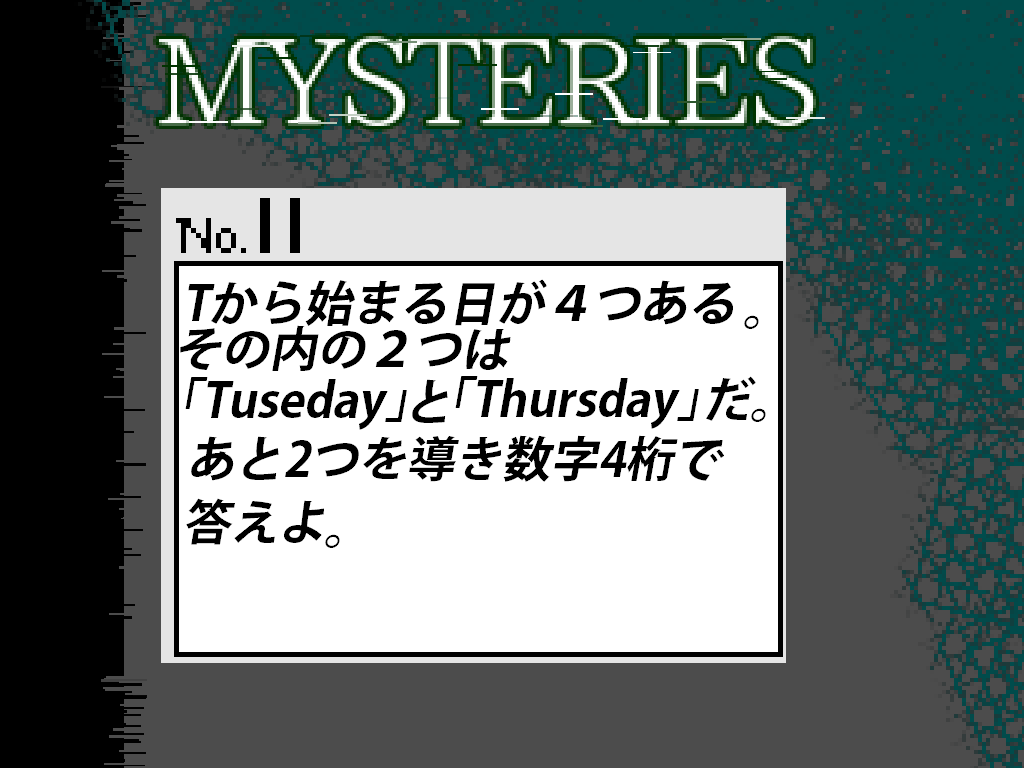 MYSTERIES
No.11
Tから始まる日が４つある。
その内の２つは
「Tuseday」と「Thursday」だ。
あと2つを導き数字4桁で
答えよ。